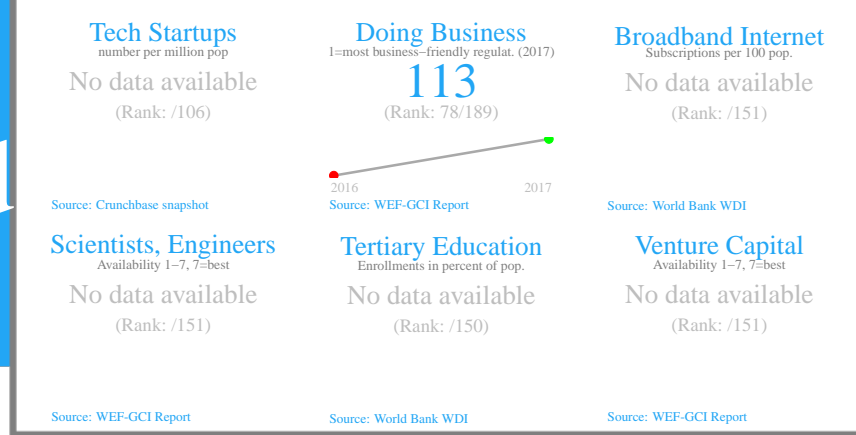 Tech Startups
number per million pop
No data available
(Rank: /106)
Source: Crunchbase snapshot
Doing Business
1=most business−friendly regulat. (2017)
113
(Rank: 78/189)
2016 2017
Source: WEF-GCI Report
Broadband Internet
Subscriptions per 100 pop.
No data available
(Rank: /151)
Source: World Bank WDI
Scientists, Engineers
Availability 1−7, 7=best
No data available
(Rank: /151)
Source: WEF-GCI Report
Tertiary Education
Enrollments in percent of pop.
No data available
(Rank: /150)
Source: World Bank WDI
Venture Capital
Availability 1−7, 7=best
No data available
(Rank: /151)
Source: WEF-GCI Report